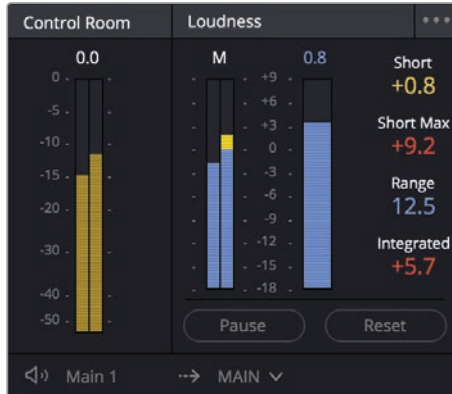 Control Room
Loudness
0.0
M
0.8
0
-5
-10
-15
-20
-30
-40
-50
+9
+6
+3
0
-3
-6
-9
-12
-15
-18
Short
+0.8
Short Max
+9.2
Range
12.5
Integrated
+5.7
Pause
Reset
Main 1
MAIN